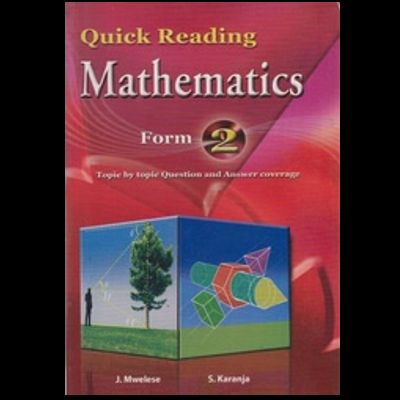 Quick Reading
Mathematics
Form 2
Topic by topic Question and Answer coverage
J. Mwelese S. Karanja